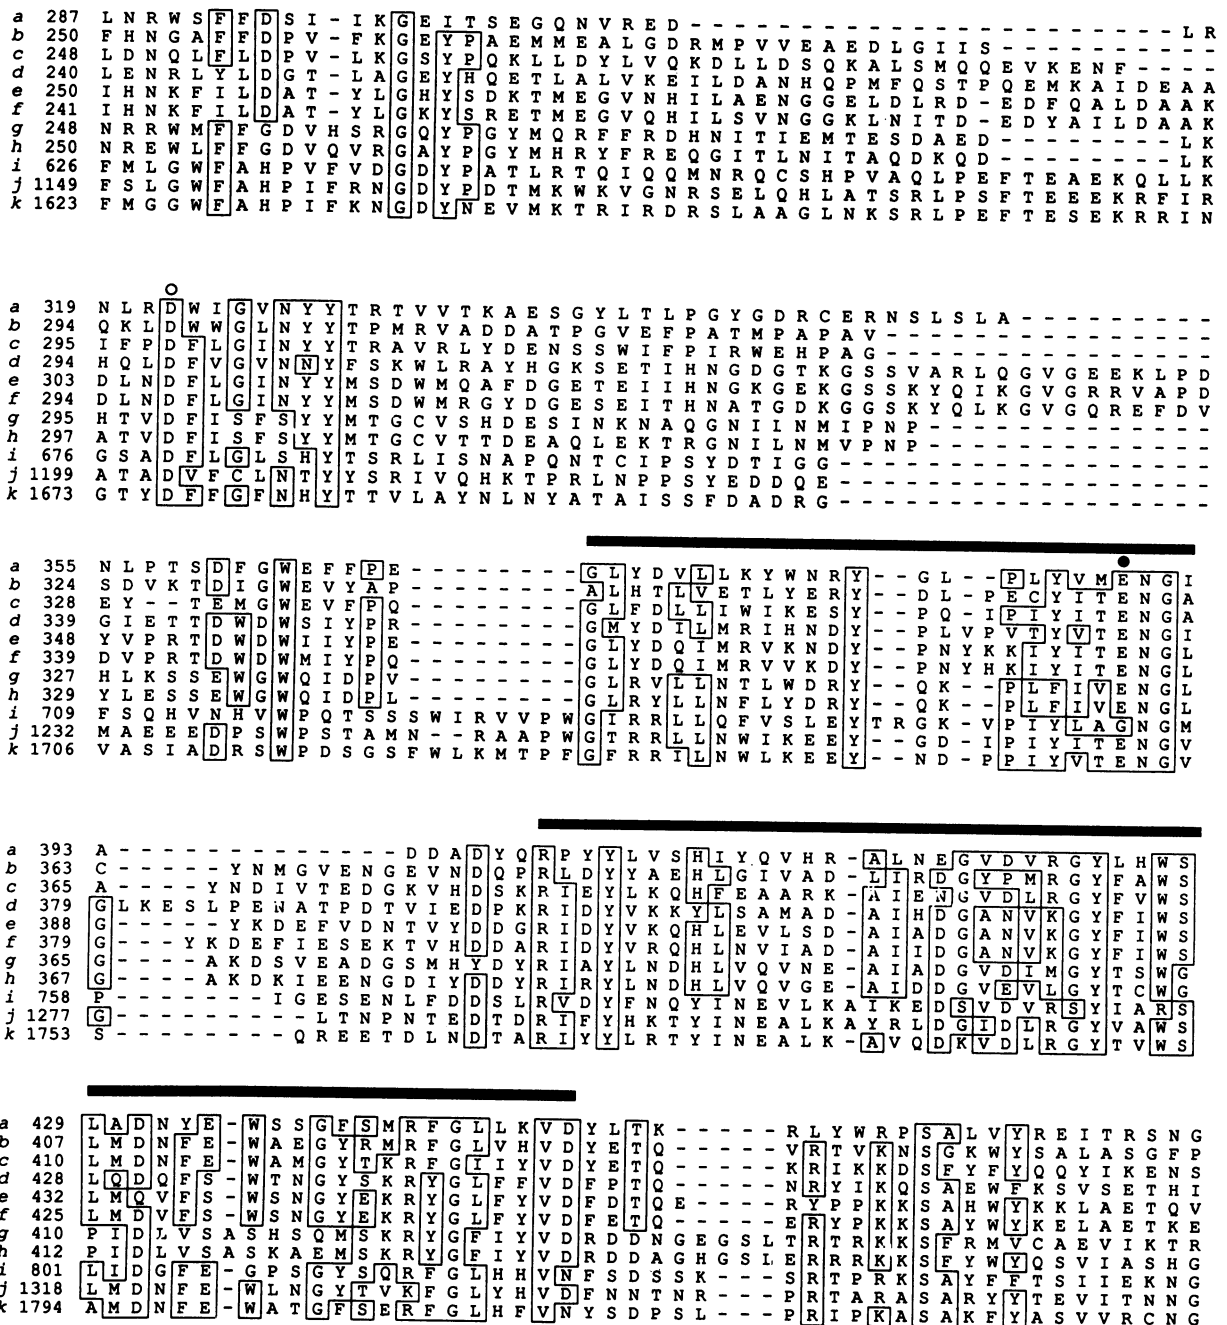 a 287 L N R W S F F D S I - I K G E I T S E G Q N V R E D - - - - - - - - - - - - - - - - - - - - L R
b 250 F H N G A F F D P V - F K G E Y P A E M M E A L G D R M P V V E A E D L G I I S - - - - - - - - -
c 248 L D N Q L F L D P V - L K G S Y P Q K L L D Y L V Q K D L L D S Q K A L S M Q Q E V K E N F - - - -
d 240 L E N R L Y L D G T - L A G E Y H Q E T L A L V K E I L D A N H Q P M F Q S T P Q E M K A I D E A A
e 250 I H N K F I L D A T - Y L G H Y S D K T M E G V N H I L A E N G G E L D L R D - E D F Q A L D A A K
f 241 I H N K F I L D A T - Y L G K Y S R E T M E G V Q H I L S V N G G K L N I T D - E D Y A I L D A A K
g 248 N R R W M F F G D V H S R G Q Y P G Y M Q R F F R D H N I T I E M T E S D A E D - - - - - - - - L K
h 250 N R E W L F F G D V Q V R G A Y P G Y M H R Y F R E Q G I T L N I T A Q D K Q D - - - - - - - - L K
i 626 F M L G W F A H P V F V D G D Y P A T L R T Q I Q Q M N R Q C S H P V A Q L P E F T E A E K Q L L K
j 1149 F S L G W F A H P I F R N G D Y P D T M K W K V G N R S E L Q H L A T S R L P S F T E E E K R F I R
k 1623 F M G G W F A H P I F K N G D Y N E V M K T R I R D R S L A A G L N K S R L P E F T E S E K R R I N
a 319 N L R D W I G V N Y Y T R T V V T K A E S G Y L T L P G Y G D R C E R N S L S L A - - - - - - - -
b 294 Q K L D W W G L N Y Y T P M R V A D D A T P G V E F P A T M P A P A V - - - - - - - - - - - - - -
c 295 I F P D F L G I N Y Y T R A V R L Y D E N S S W I F P I R W E H P A G - - - - - - - - - - - - - -
d 294 H Q L D F V G V N N Y F S K W L R A Y H G K S E T I H N G D G T K G S S V A R L Q G V G E E K L P D
e 303 D L N D F L G I N Y Y M S D W M Q A F D G E T E I I H N G K G E K G S S K Y Q I K G V G R R V A P D
f 294 D L N D F L G I N Y Y M S D W M R G Y D G E S E I T H N A T G D K G G S K Y Q L K G V G Q R E F D V
g 295 H T V D F I S F S Y Y M T G C V S H D E S I N K N A Q G N I L N M I P N P - - - - - - - - - - - -
h 297 A T V D F I S F S Y Y M T G C V T T D E A Q L E K T R G N I L N M V P N P - - - - - - - - - - - -
i 676 G S A D F L G L S H Y T S R L I S N A P Q N T C I P S Y D T I G G - - - - - - - - - - - - - - - -
j 1199 A T A D V F C L N T Y Y S R I V Q H K T P R L N P P S Y E D D Q E - - - - - - - - - - - - - - - -
k 1673 G T Y D F F G F N H Y T T V L A Y N L N Y A T A I S S F D A D R G - - - - - - - - - - - - - - - -
a 355 N L P T S D F G W E F F P E - - - - - - - - G L Y D V L L K Y W N R Y - - G L - - P L Y V M E N G I
b 324 S D V K T D I G W E V Y A P - - - - - - - - A L H T L V E T L Y E R Y - - D L - P E C Y I T E N G A
c 328 E Y - - T E M G W E V F P Q - - - - - - - - G L F D L L I W I K E S Y - - P Q - I P I Y I T E N G A
d 339 G I E T T D W D W S I Y P R - - - - - - - - G M Y D I L M R I H N D Y - - P L V P V T Y V T E N G I
e 348 Y V P R T D W D W I I Y P E - - - - - - - - G L Y D Q I M R V K N D Y - - P N Y K K I Y I T E N G L
f 339 D V P R T D W D W M I Y P Q - - - - - - - - G L Y D Q I M R V V K D Y - - P N Y H K I Y I T E N G L
g 327 H L K S S E W G W Q I D P V - - - - - - - - G L R V L L N T L W D R Y - - Q K - - P L F I V E N G L
h 329 Y L E S S E W G W Q I D P L - - - - - - - - G L R Y L L N F L Y D R Y - - Q K - - P L F I V E N G L
i 709 F S Q H V N H V W P Q T S S S W I R V V P W G I R R L L Q F V S L E Y T R G K - V P I Y L A G N G M
j 1232 M A E E E D P S W P S T A M N - - R A A P W G T R R L L N W I K E E Y - - G D - I P I Y I T E N G V
k 1706 V A S I A D R S W P D S G S F W L K M T P F G F R R I L N W L K E E Y - - N D - P P I Y V T E N G V
a 393 A - - - - - - - - - - - - D D A D Y Q R P Y Y L V S H I Y Q V H R - A L N E G V D V R G Y L H W S
b 363 C - - - - - Y N M G V E N G E V N D Q P R L D Y Y A E H L G I V A D - L I R D G Y P M R G Y F A W S
c 365 A - - - - Y N D I V T E D G K V H D S K R I E Y L K Q H F E A A R K - A I E N G V D L R G Y F V W S
d 379 G L K E S L P E N A T P D T V I E D P K R I D Y V K K Y L S A M A D - A I H D G A N V K G Y F I W S
e 388 G - - - - - Y K D E F V D N T V Y D D G R I D Y V K Q H L E V L S D - A I A D G A N V K G Y F I W S
f 379 G - - - Y K D E F I E S E K T V H D D A R I D Y V R Q H L N V I A D - A I I D G A N V K G Y F I W S
g 365 G - - - - A K D S V E A D G S M H Y D Y R I A Y L N D H L V Q V N E - A I A D G V D I M G Y T S W G
h 367 G - - - - A K D K I E E N G D I Y D D Y R I R Y L N D H L V Q V G E - A I D D G V E V L G Y T C W G
i 758 P - - - - - - - I G E S E N L F D D S L R V D Y F N Q Y I N E V L K A I K E D S V D V R S Y I A R S
j 1277 G - - - - - - - - L T N P N T E D T D R I F Y H K T Y I N E A L K A Y R L D G I D L R G Y V A W S
k 1753 S - - - - - - - - Q R E E T D L N D T A R I Y Y L R T Y I N E A L K - A V Q D K V D L R G Y T V W S
a 429 L A D N Y E - W S S G F S M R F G L L K V D Y L T K - - - - - R L Y W R P S A L V Y R E I T R S N G
b 407 L M D N F E - W A E G Y R M R F G L V H V D Y E T Q - - - - - V R T V K N S G K W Y S A L A S G F P
c 410 L M D N F E - W A M G Y T K R F G I I Y V D Y E T Q - - - - - K R I K K D S F Y F Y Q Q Y I K E N S
d 428 L Q D Q F S - W T N G Y S K R Y G L F F V D F P T Q - - - - - N R Y I K Q S A E W F K S V S E T H I
e 432 L M Q V F S - W S N G Y E K R Y G L F Y V D F D T Q E - - - - R Y P P K K S A H W Y K K L A E T Q V
f 425 L M D V F S - W S N G Y E K R Y G L F Y V D F E T Q - - - - - E R Y P K K S A Y W Y K E L A E T K E
g 410 P I D L V S A S H S Q M S K R Y G F I Y V D R D D N G E G S L T R T R K K S F R M V C A E V I K T R
h 412 P I D L V S A S K A E M S K R Y G F I Y V D R D D A G H G S L E R R R K K S F Y W Y Q S V I A S H G
i 801 L I D G F E - G P S G Y S Q R F G L H H V N F S D S S K - - - S R T P R K S A Y F F T S I I E K N G
j 1318 L M D N F E - W L N G Y T V K F G L Y H V D F N N T N R - - - P R T A R A S A R Y Y T E V I T N N G
k 1794 A M D N F E - W A T G F S E R F G L H F V N Y S D P S L - - - P R I P K A S A K F Y A S V V R C N G